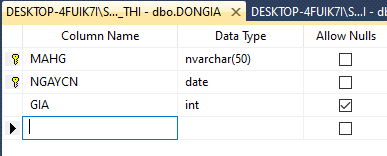 DESKTOP-4FUIK7I\S..._THI - dbo.DONGIA DESKTOP-4FUIK7I\S...I - db
Column Name Data Type Allow Nulls
MAHG nvarchar(50)
NGAYCN date
GIA int